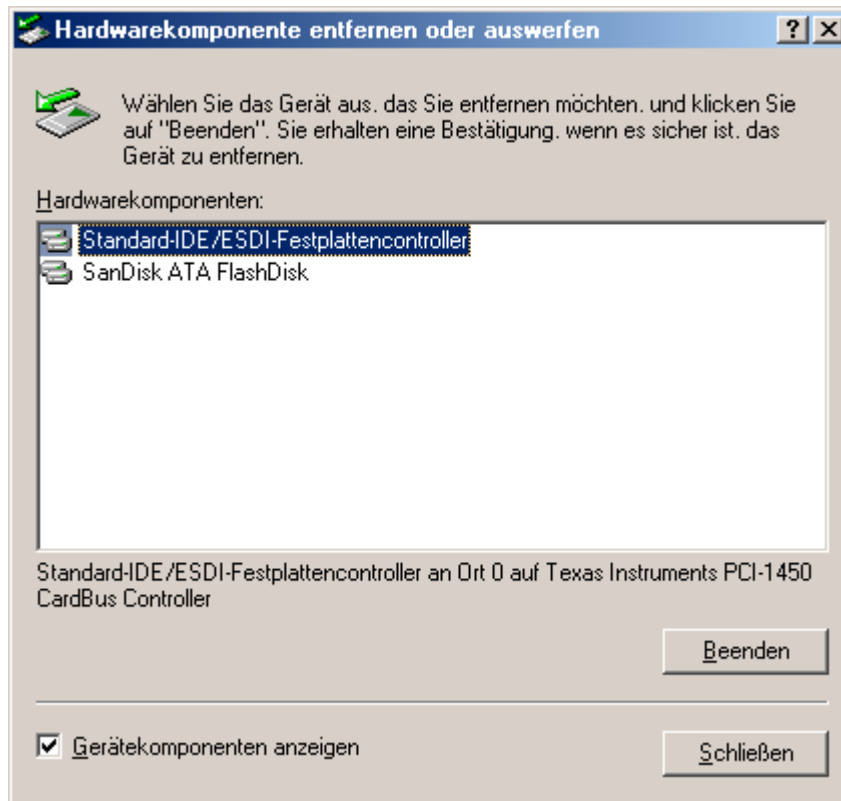 Hardwarekomponente entfernen oder auswerfen
Wählen Sie das Gerät aus, das Sie entfernen möchten, und klicken Sie
auf "Beenden". Sie erhalten eine Bestätigung, wenn es sicher ist, das
Gerät zu entfernen.
Hardwarekomponenten:
Standard-IDE/ESDI-Festplattencontroller
SanDisk ATA FlashDisk
Standard-IDE/ESDI-Festplattencontroller an Ort 0 auf Texas Instruments PCI-1450
CardBus Controller
Beenden
Gerätekomponenten anzeigen
Schließen